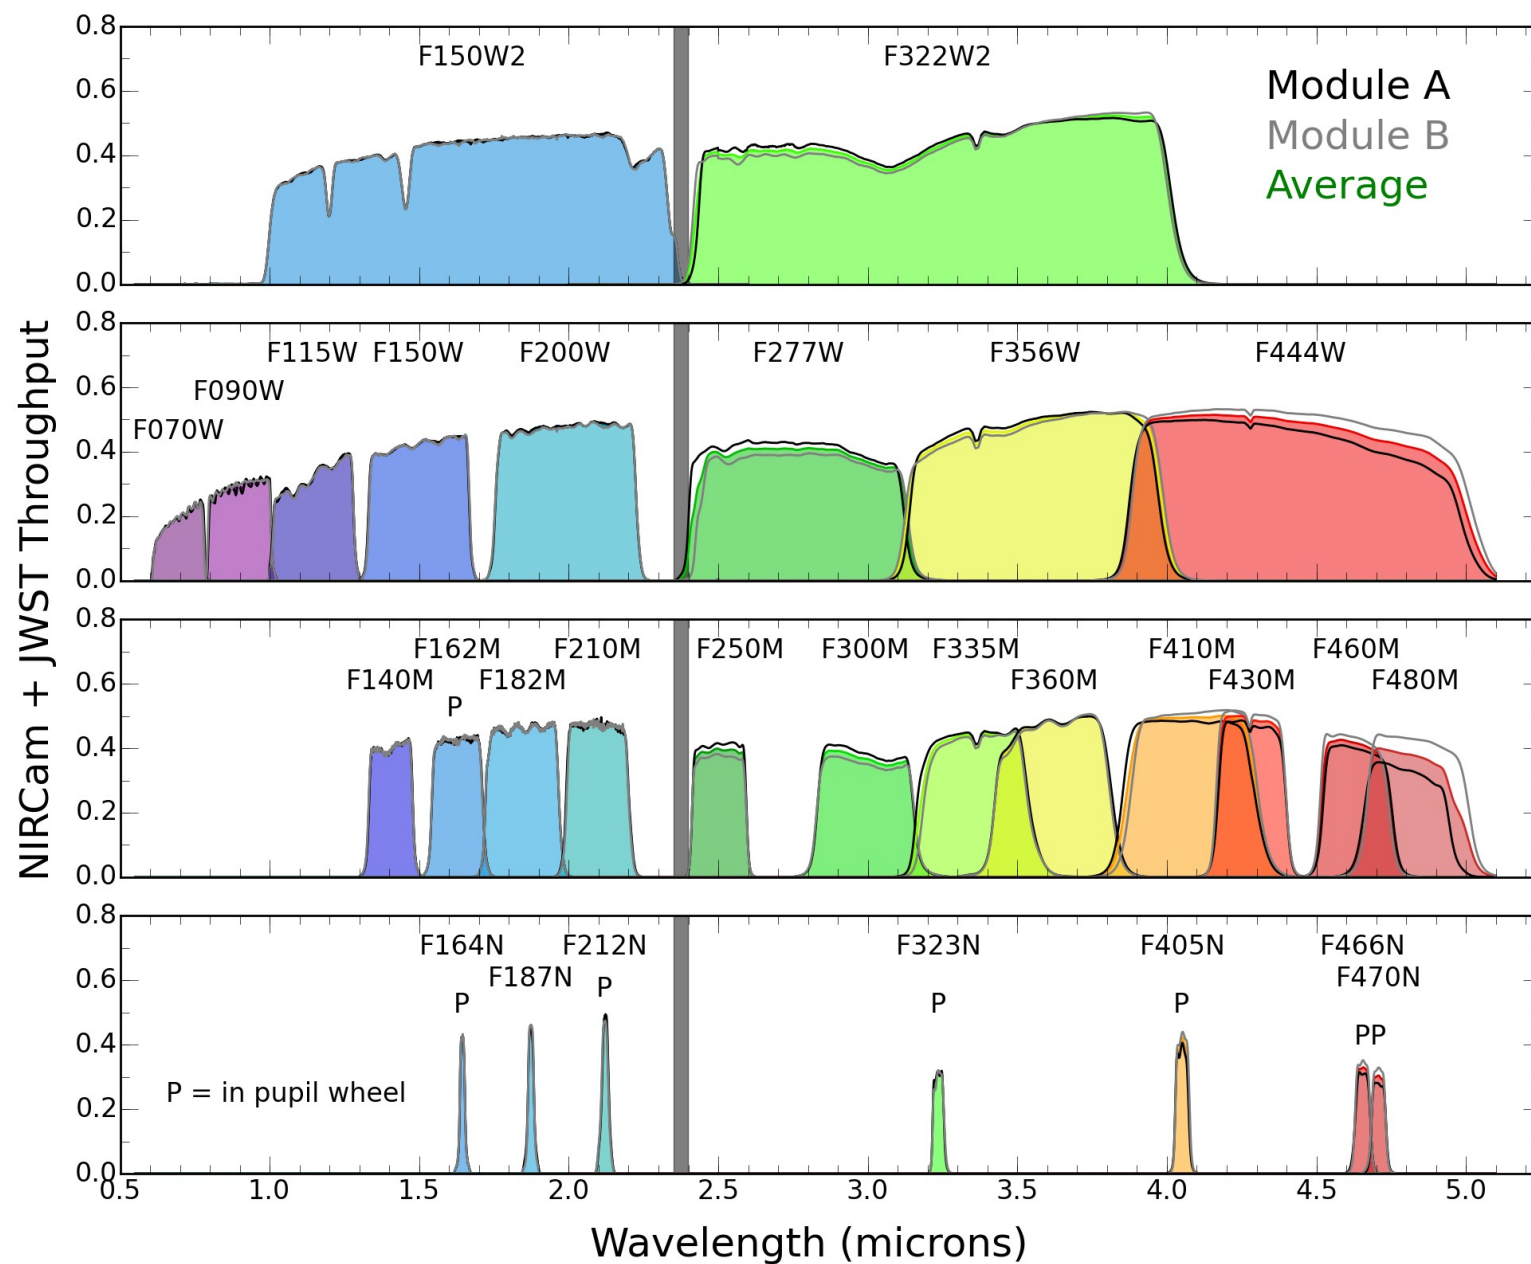 NIRCam + JWST Throughput
0.8
0.6
0.4
0.2
0.0
F150W2
F322W2
Module A
Module B
Average
0.8
0.6
0.4
0.2
0.0
F070W
F090W
F115W
F150W
F200W
F277W
F356W
F444W
0.8
0.6
0.4
0.2
0.0
F162M
F210M
F250M
F300M
F335M
F410M
F460M
F140M
F182M
F360M
F430M
F480M
P
0.8
0.6
0.4
0.2
0.0
F164N
F212N
F323N
F405N
F466N
F187N
F470N
P
P
P
P
PP
P = in pupil wheel
0.5
1.0
1.5
2.0
2.5
3.0
3.5
4.0
4.5
5.0
Wavelength (microns)